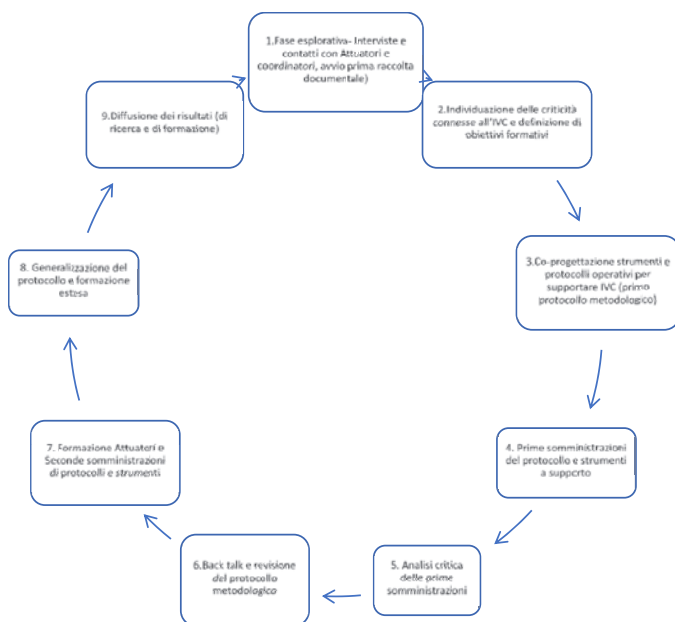 1.Fase esplorativa- Interviste e
contatti con Attuatori e
coordinatori, avvio prima raccolta
documentale)
2.Individuazione delle criticità
connesse all'IVC e definizione di
obiettivi formativi
3.Co-progettazione strumenti e
protocolli operativi per
supportare IVC (primo
protocollo metodologico)
4. Prime somministrazioni
del protocollo e strumenti
a supporto
5. Analisi critica
delle prime
somministrazioni
6.Back talk e revisione
del protocollo
metodologico
7. Formazione Attuatori e
Seconde somministrazioni
di protocolli e strumenti
8. Generalizzazione del
protocollo e formazione
estesa
9.Diffusione dei risultati (di
ricerca e di formazione)